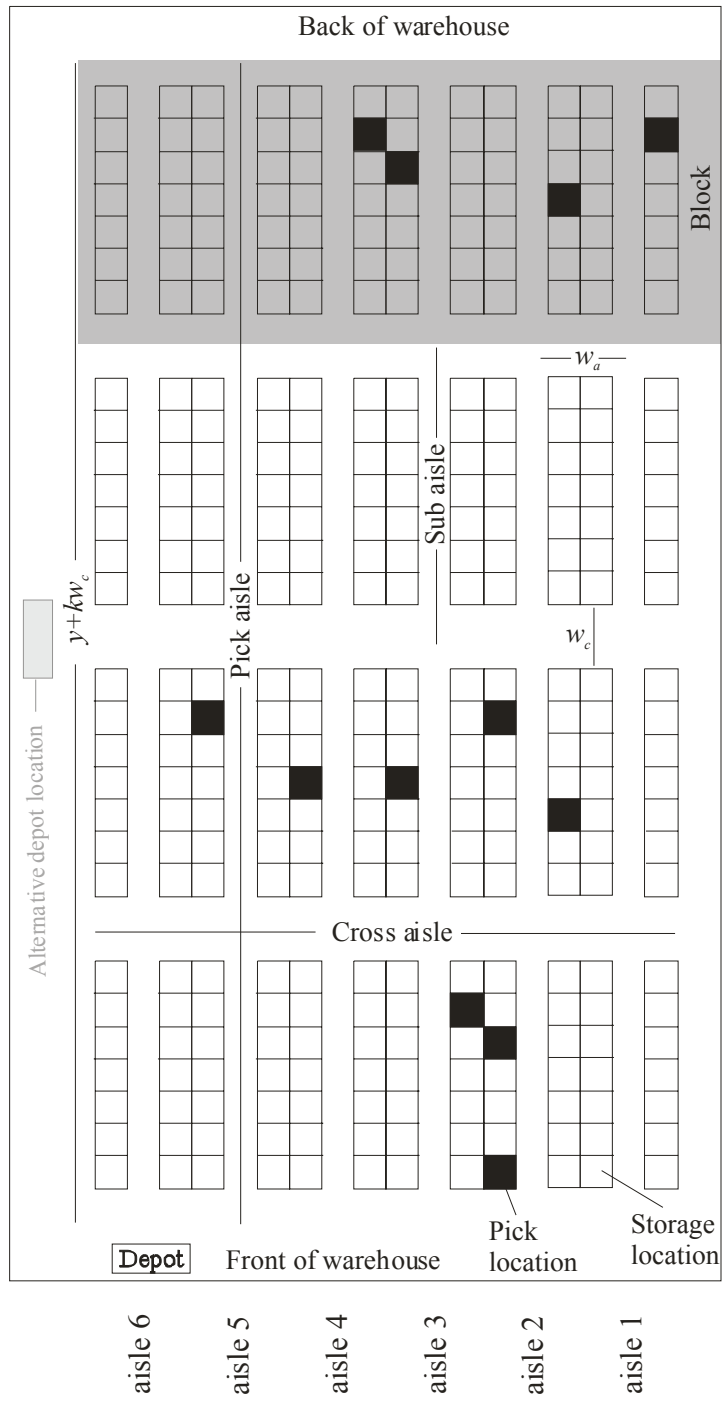 Back of warehouse
Block
wₐ
Sub aisle
y+kw_c
Pick aisle
w_c
Alternative depot location
Cross aisle
Pick
location
Storage
location
Depot
Front of warehouse
aisle 6
aisle 5
aisle 4
aisle 3
aisle 2
aisle 1